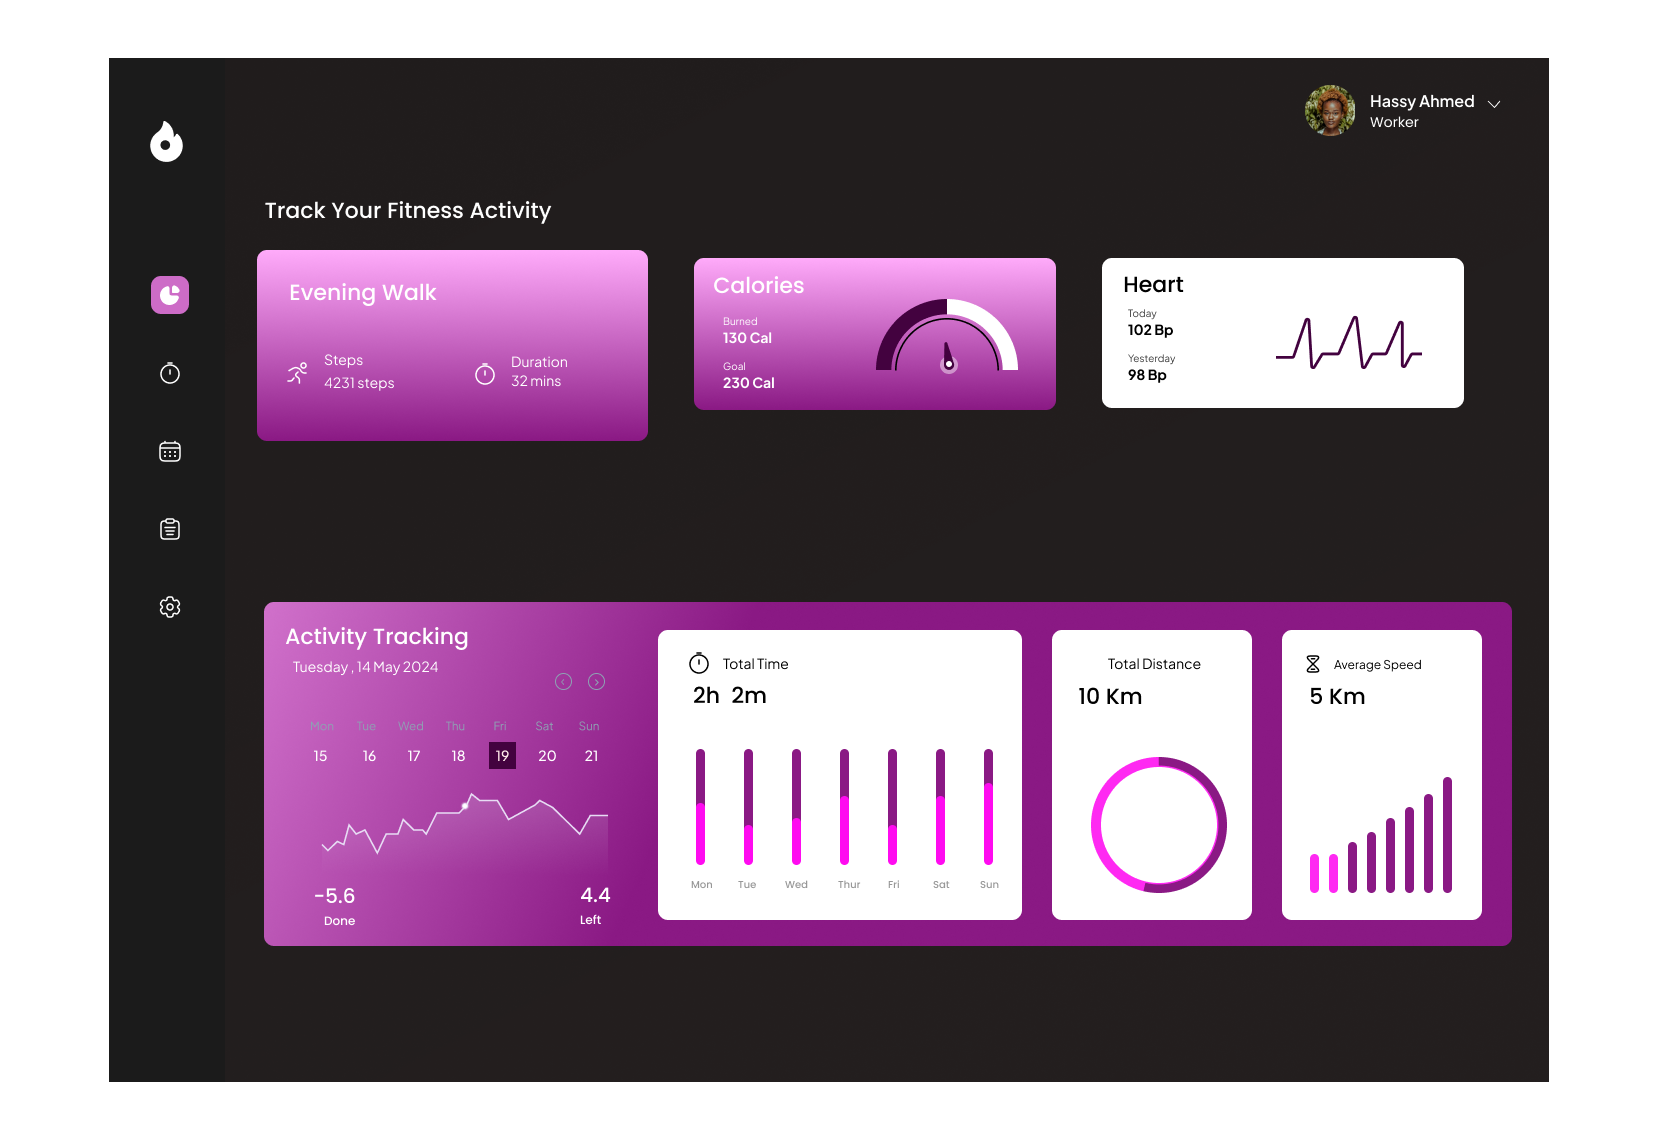 Hassy Ahmed
Worker
Track Your Fitness Activity
Evening Walk
Steps
4231 steps
Duration
32 mins
Calories
Burned
130 Cal
Goal
230 Cal
Heart
Today
102 Bp
Yesterday
98 Bp
Activity Tracking
Tuesday , 14 May 2024
Mon Tue Wed Thu Fri Sat Sun
15 16 17 18 19 20 21
-5.6
Done
4.4
Left
Total Time
2h 2m
Mon Tue Wed Thur Fri Sat Sun
Total Distance
10 Km
Average Speed
5 Km